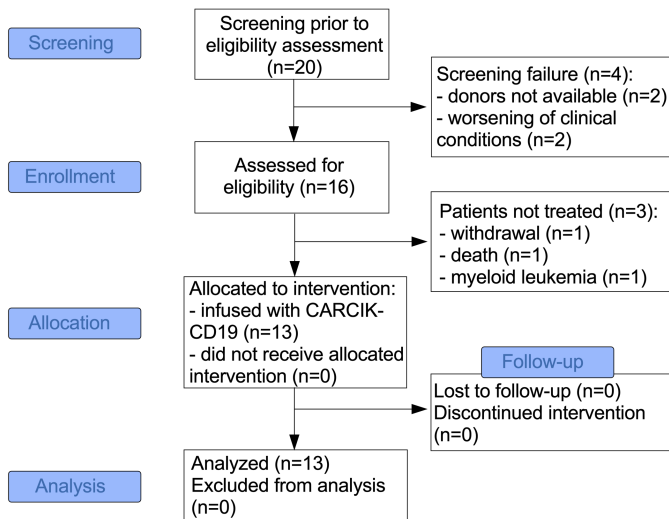 Screening
Screening prior to
eligibility assessment
(n=20)
Screening failure (n=4):
- donors not available (n=2)
- worsening of clinical
conditions (n=2)
Enrollment
Assessed for
eligibility (n=16)
Patients not treated (n=3):
- withdrawal (n=1)
- death (n=1)
- myeloid leukemia (n=1)
Allocation
Allocated to intervention:
- infused with CARCIK-
CD19 (n=13)
- did not receive allocated
intervention (n=0)
Follow-up
Lost to follow-up (n=0)
Discontinued intervention
(n=0)
Analysis
Analyzed (n=13)
Excluded from analysis
(n=0)